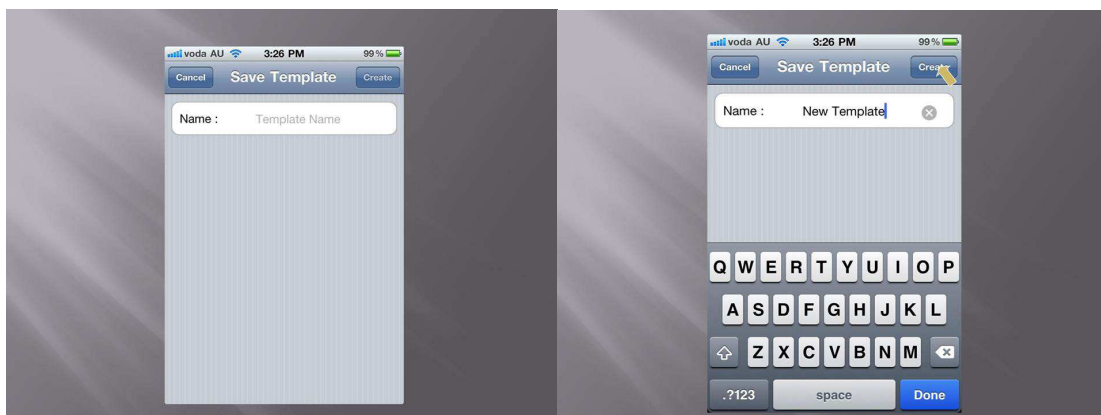 voda AU 3:26 PM 99%
Cancel Save Template Create
Name : Template Name
voda AU 3:26 PM 99%
Cancel Save Template Create
Name : New Template
Q W E R T Y U I O P
A S D F G H J K L
Z X C V B N M
.?123 space Done